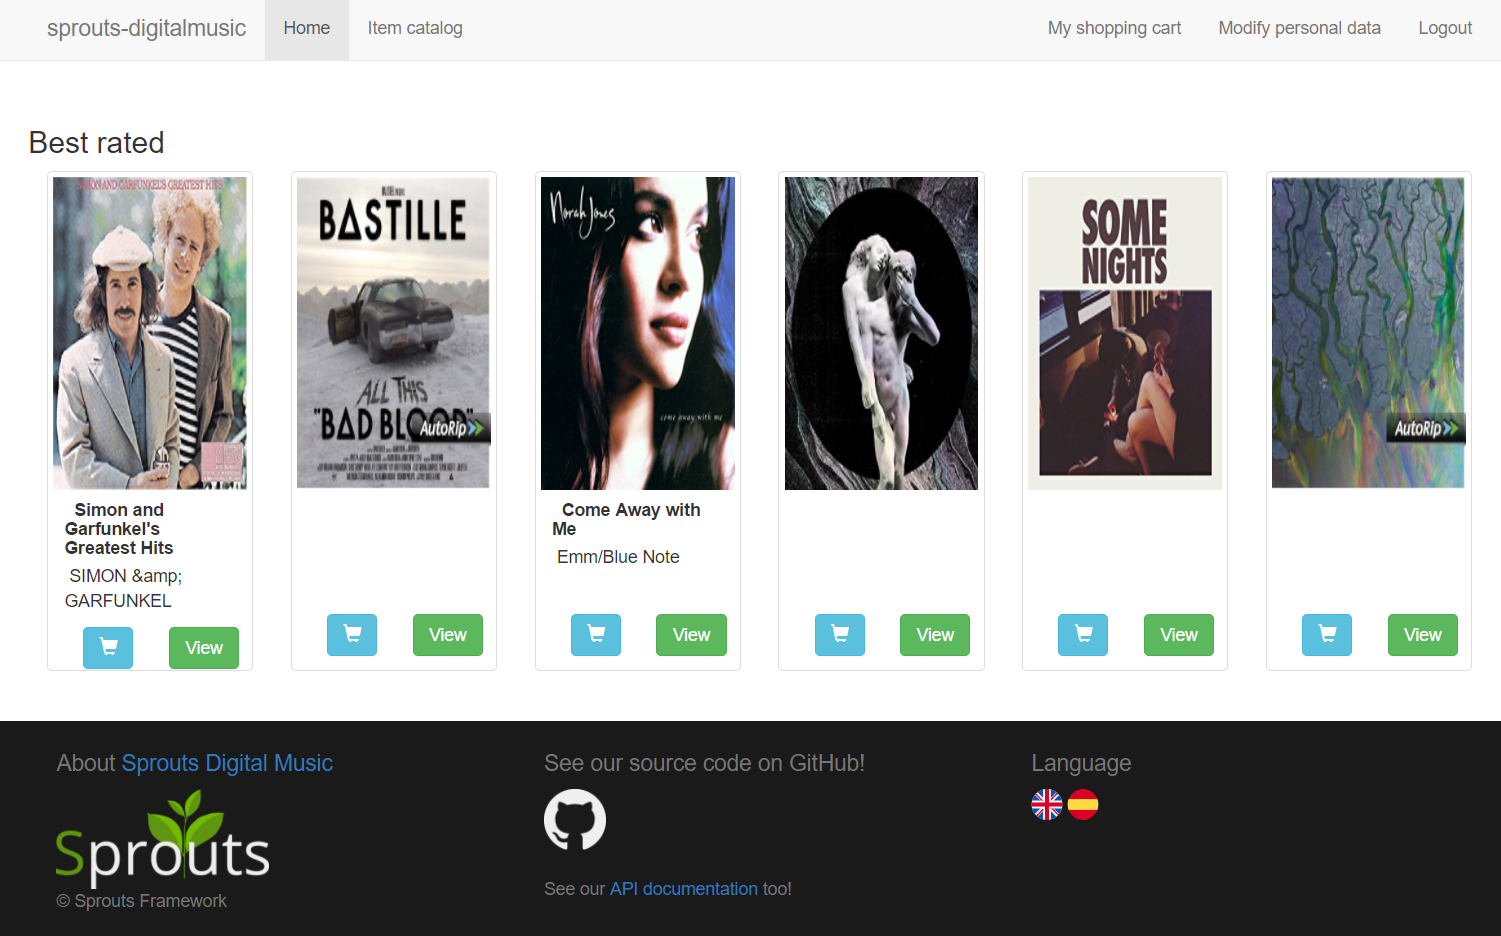 sprouts-digitalmusic Home Item catalog My shopping cart Modify personal data Logout
Best rated
SIMON AND GARFUNKEL'S GREATEST HITS
BASTILLE
ALL THIS
"BAD BLOOD"
AutoRip
Norah Jones
come away with me
SOME
NIGHTS
AutoRip
Simon and
Garfunkel's
Greatest Hits
SIMON &amp;amp;
GARFUNKEL
Come Away with
Me
Emm/Blue Note
View
View
View
View
View
View
About Sprouts Digital Music
Sprouts
© Sprouts Framework
See our source code on GitHub!
See our API documentation too!
Language